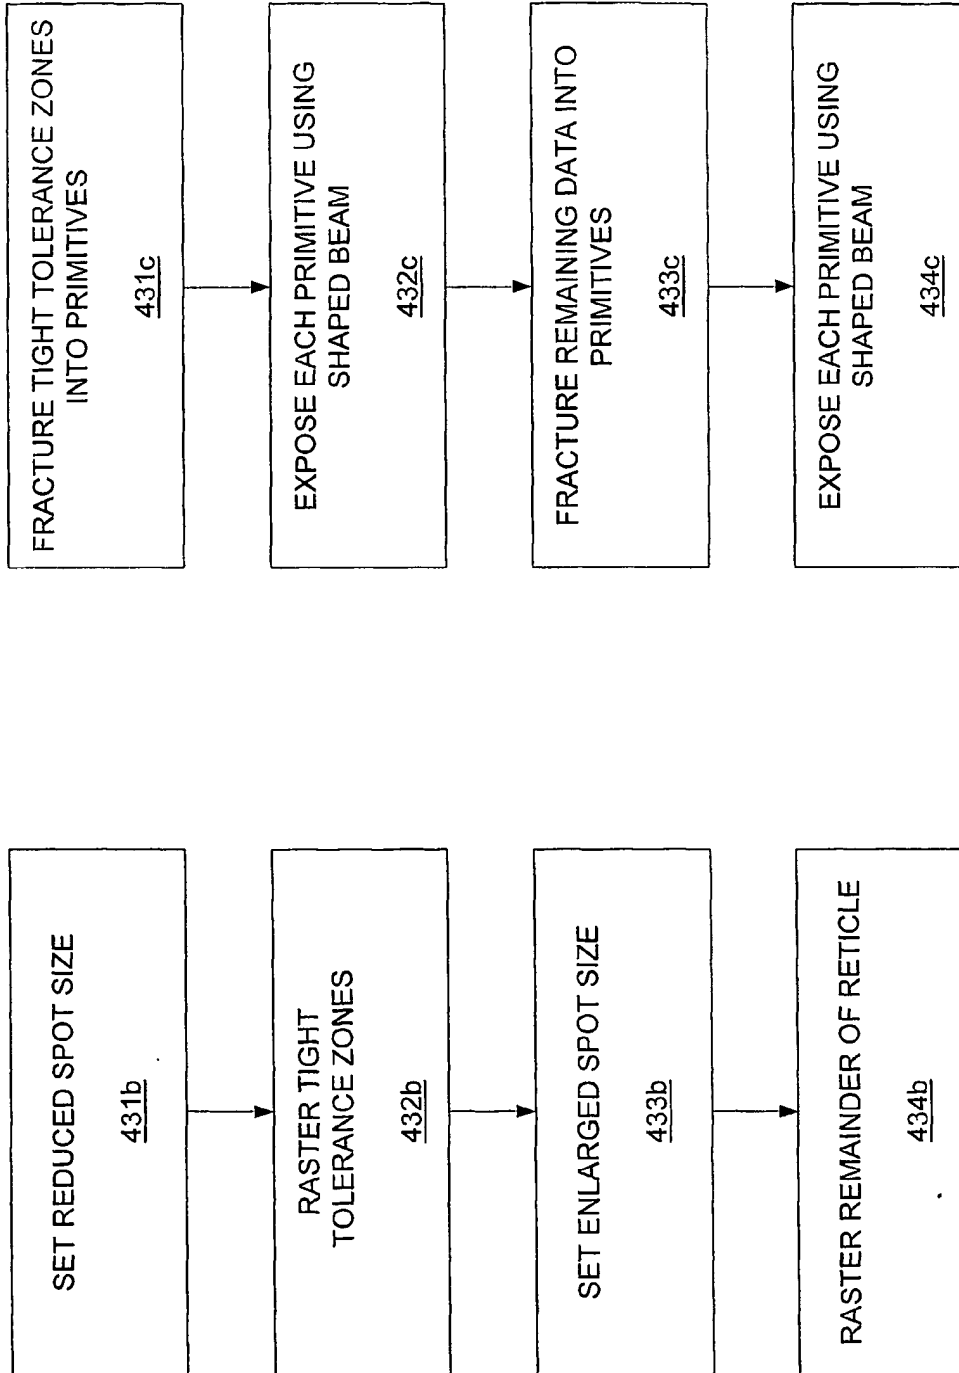 SET REDUCED SPOT SIZE
431b
RASTER TIGHT
TOLERANCE ZONES
432b
SET ENLARGED SPOT SIZE
433b
RASTER REMAINDER OF RETICLE
434b
FRACTURE TIGHT TOLERANCE ZONES
INTO PRIMITIVES
431c
EXPOSE EACH PRIMITIVE USING
SHAPED BEAM
432c
FRACTURE REMAINING DATA INTO
PRIMITIVES
433c
EXPOSE EACH PRIMITIVE USING
SHAPED BEAM
434c